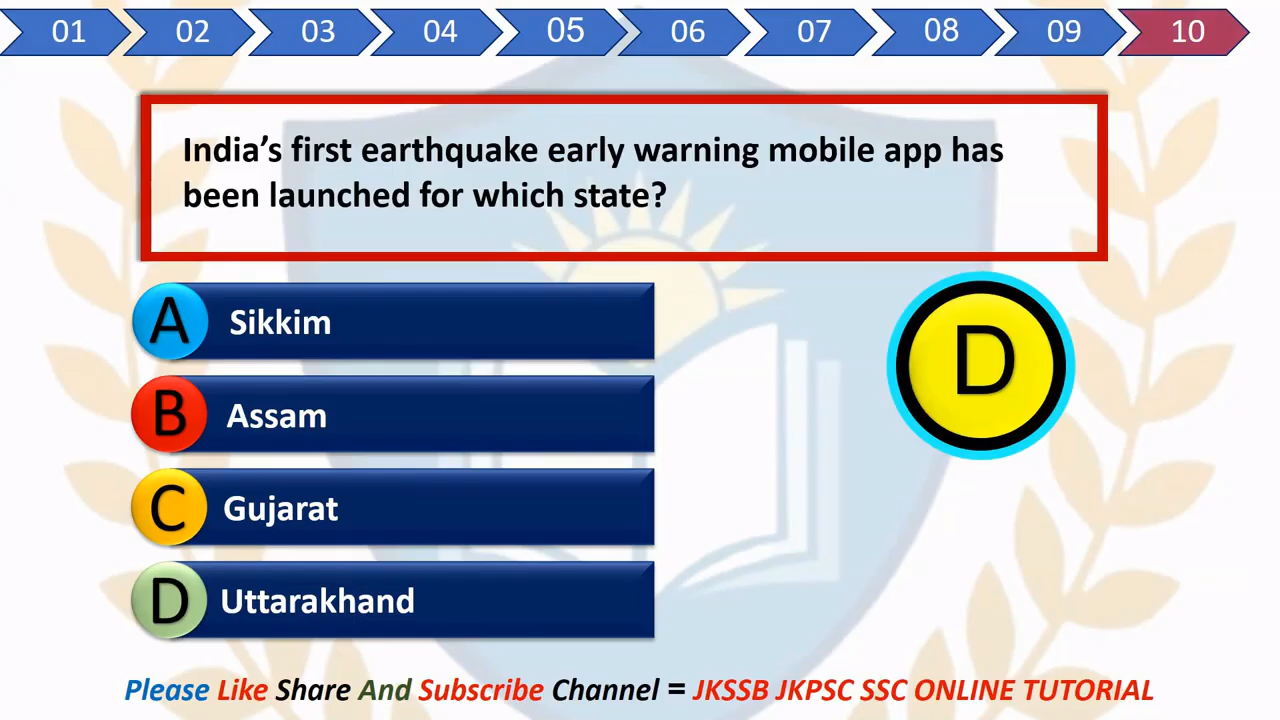 01 02 03 04 05 06 07 08 09 10
India’s first earthquake early warning mobile app has
been launched for which state?
A Sikkim
B Assam
C Gujarat
D Uttarakhand
D
Please Like Share And Subscribe Channel = JKSSB JKPSC SSC ONLINE TUTORIAL